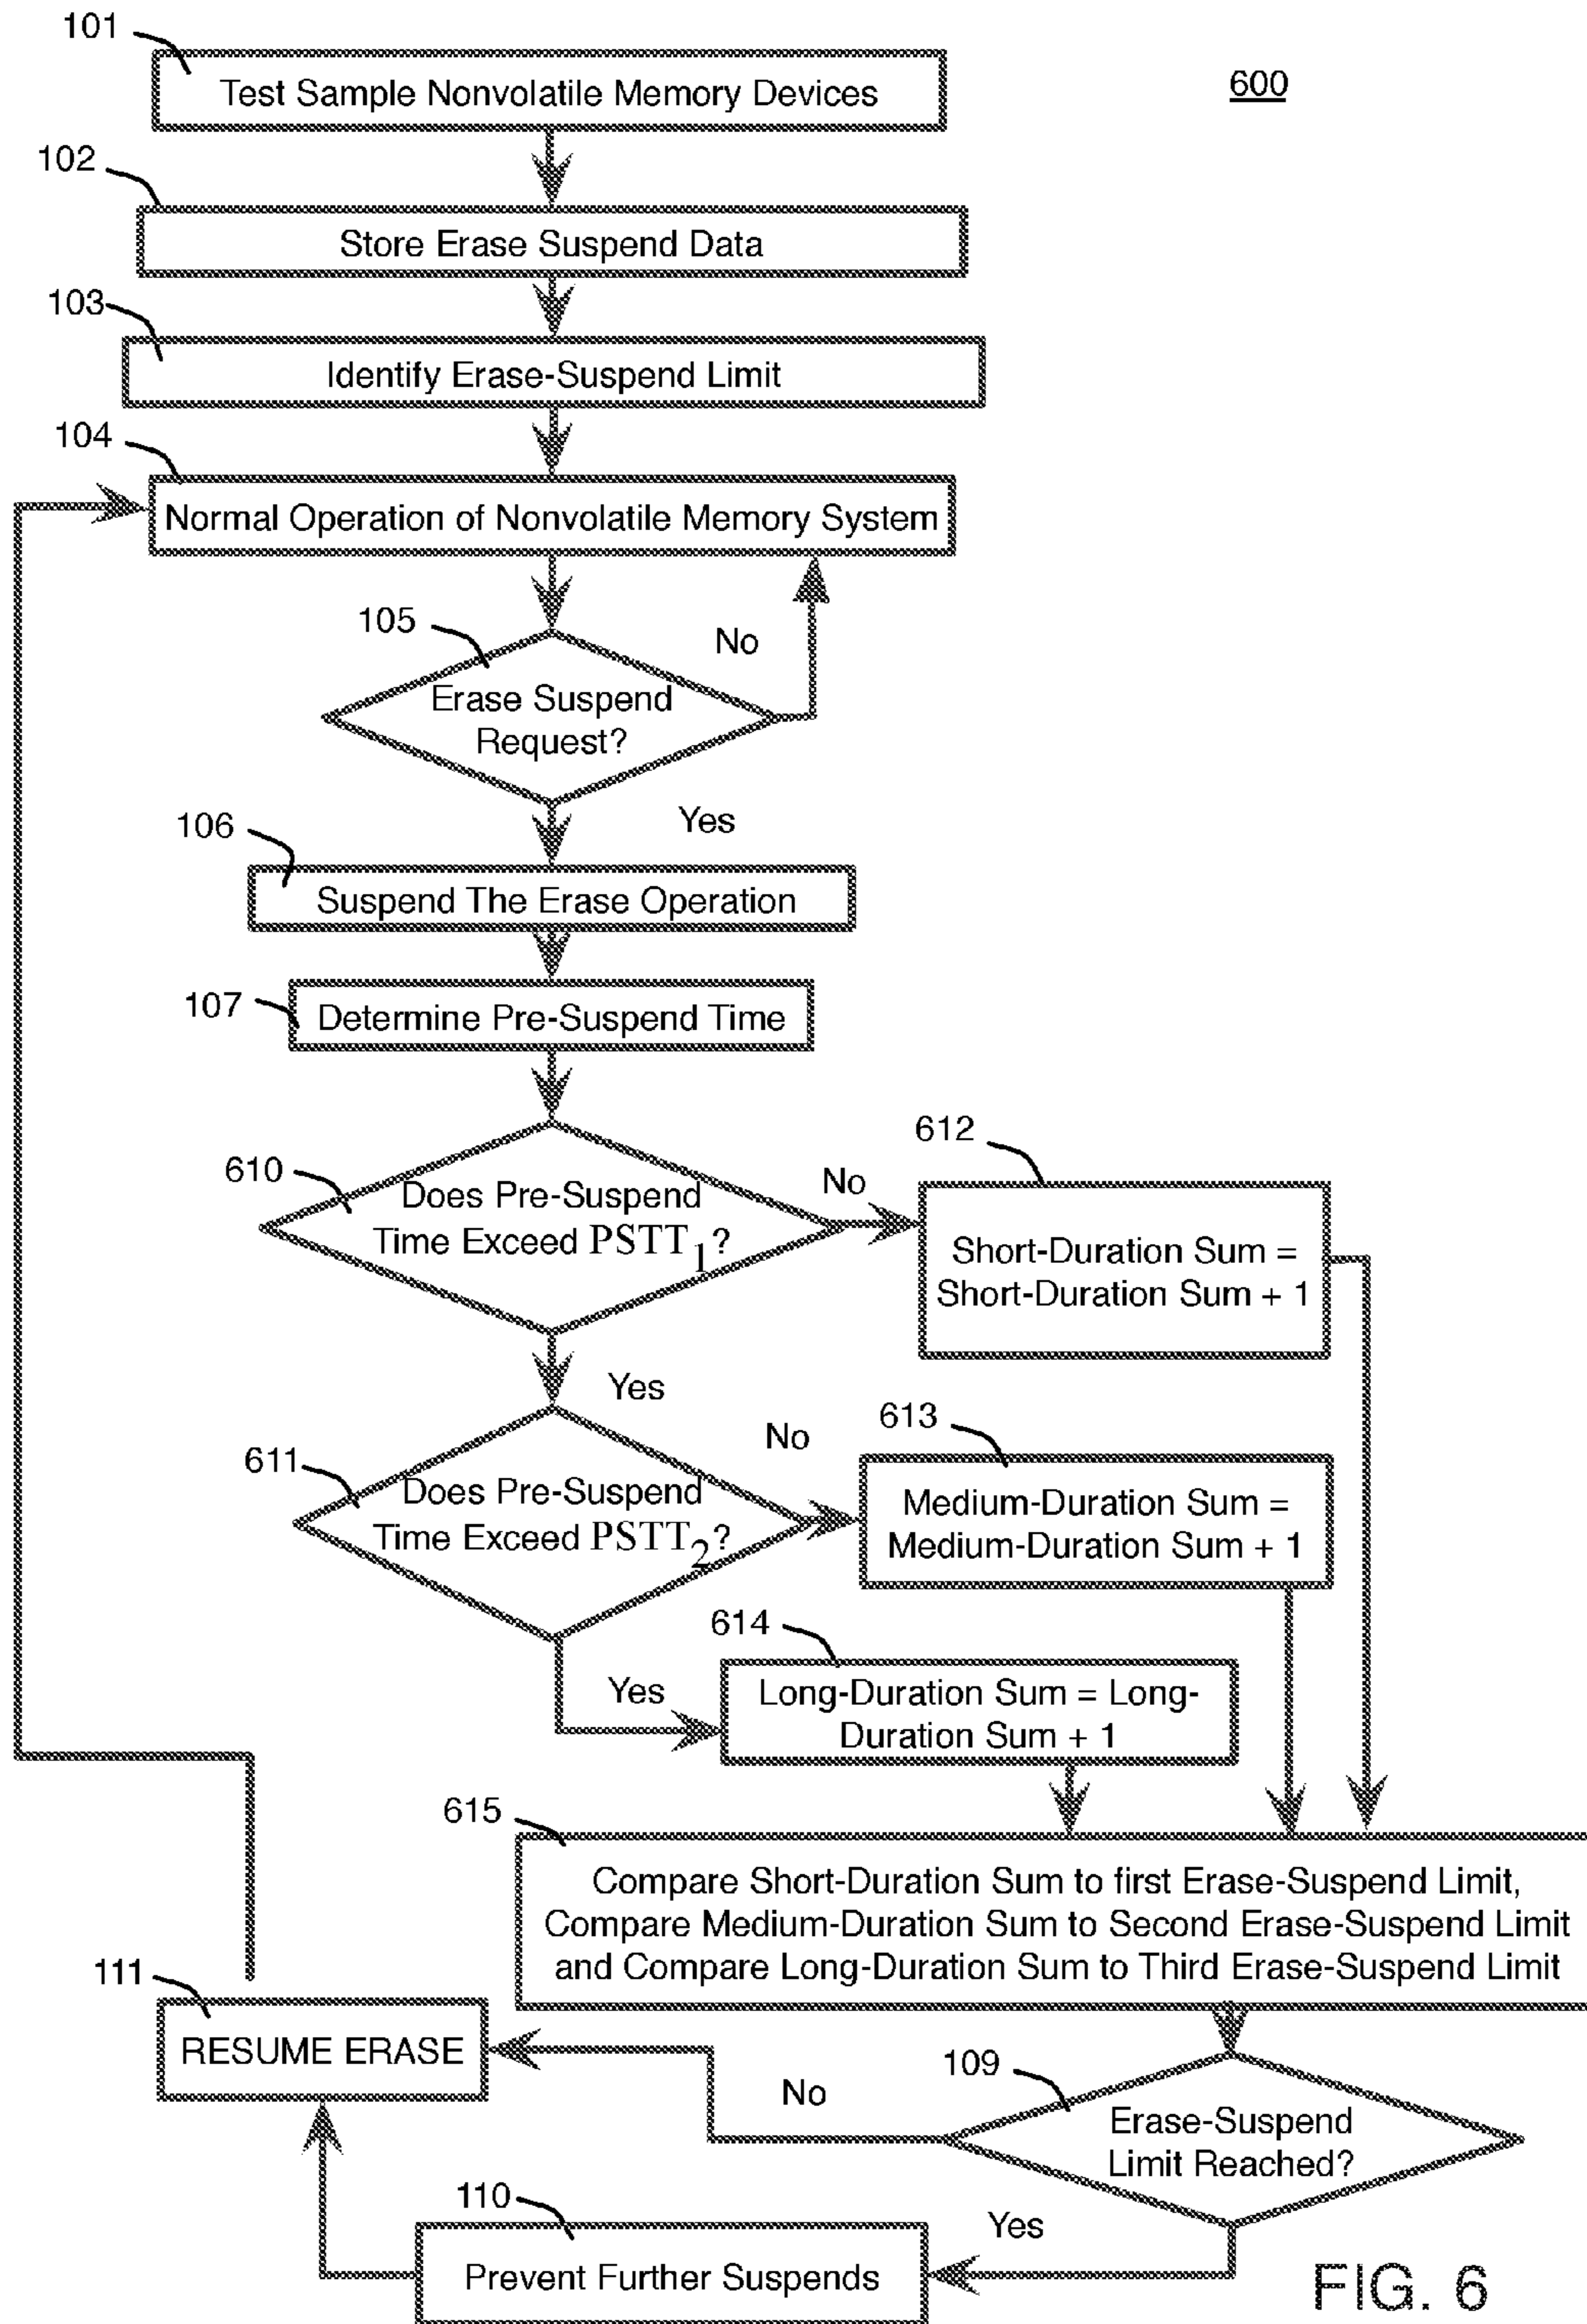 101
Test Sample Nonvolatile Memory Devices
600
102
Store Erase Suspend Data
103
Identify Erase-Suspend Limit
104
Normal Operation of Nonvolatile Memory System
105
No
Erase Suspend
Request?
Yes
106
Suspend The Erase Operation
107
Determine Pre-Suspend Time
610
Does Pre-Suspend
Time Exceed PSTT1?
No
612
Short-Duration Sum =
Short-Duration Sum + 1
Yes
611
Does Pre-Suspend
Time Exceed PSTT2?
No
613
Medium-Duration Sum =
Medium-Duration Sum + 1
614
Yes
Long-Duration Sum = Long-
Duration Sum + 1
615
Compare Short-Duration Sum to first Erase-Suspend Limit,
Compare Medium-Duration Sum to Second Erase-Suspend Limit
and Compare Long-Duration Sum to Third Erase-Suspend Limit
111
RESUME ERASE
No
109
Erase-Suspend
Limit Reached?
110
Yes
Prevent Further Suspends
FIG. 6